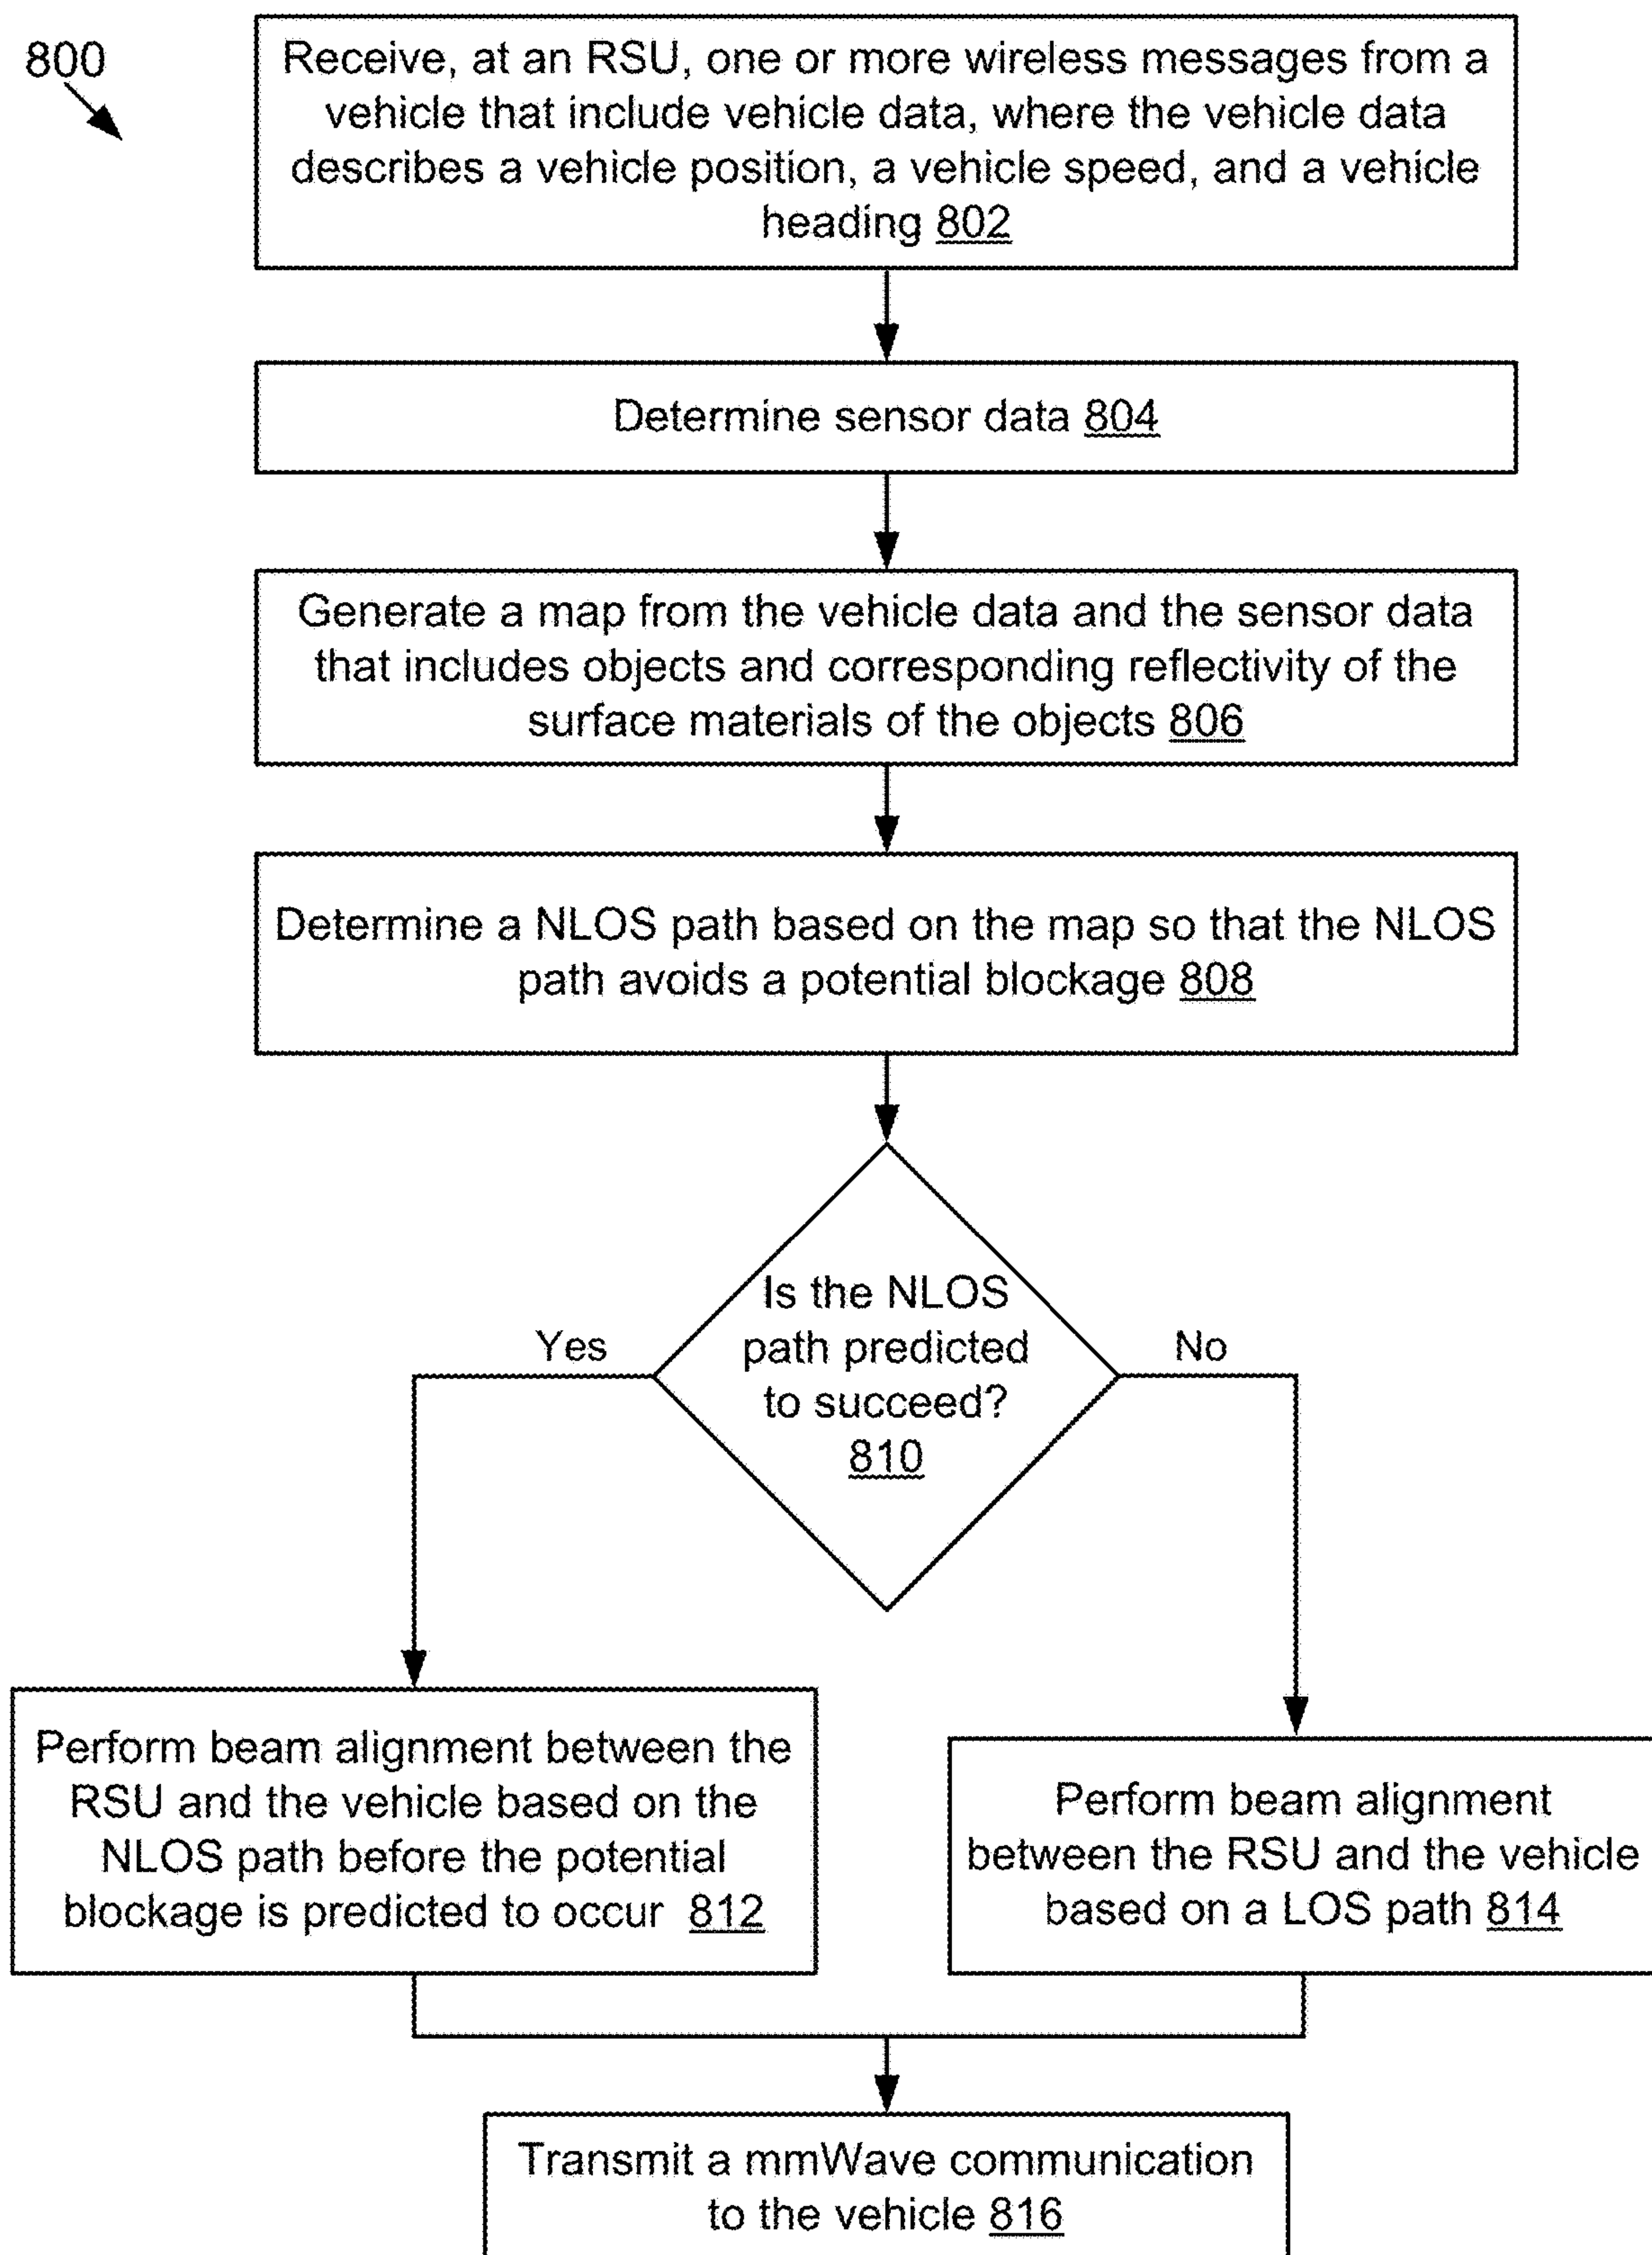 800
Receive, at an RSU, one or more wireless messages from a
vehicle that include vehicle data, where the vehicle data
describes a vehicle position, a vehicle speed, and a vehicle
heading 802
Determine sensor data 804
Generate a map from the vehicle data and the sensor data
that includes objects and corresponding reflectivity of the
surface materials of the objects 806
Determine a NLOS path based on the map so that the NLOS
path avoids a potential blockage 808
Is the NLOS
path predicted
to succeed?
810
Yes
No
Perform beam alignment between the
RSU and the vehicle based on the
NLOS path before the potential
blockage is predicted to occur 812
Perform beam alignment
between the RSU and the vehicle
based on a LOS path 814
Transmit a mmWave communication
to the vehicle 816